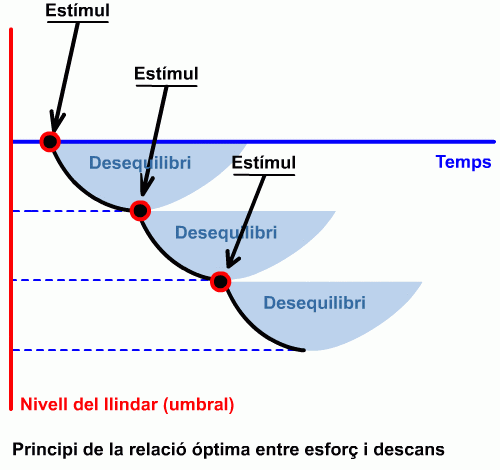 Estímul
Estímul
Estímul
Desequilibri
Temps
Desequilibri
Desequilibri
Nivell del llindar (umbral)
Principi de la relació óptima entre esforç i descans